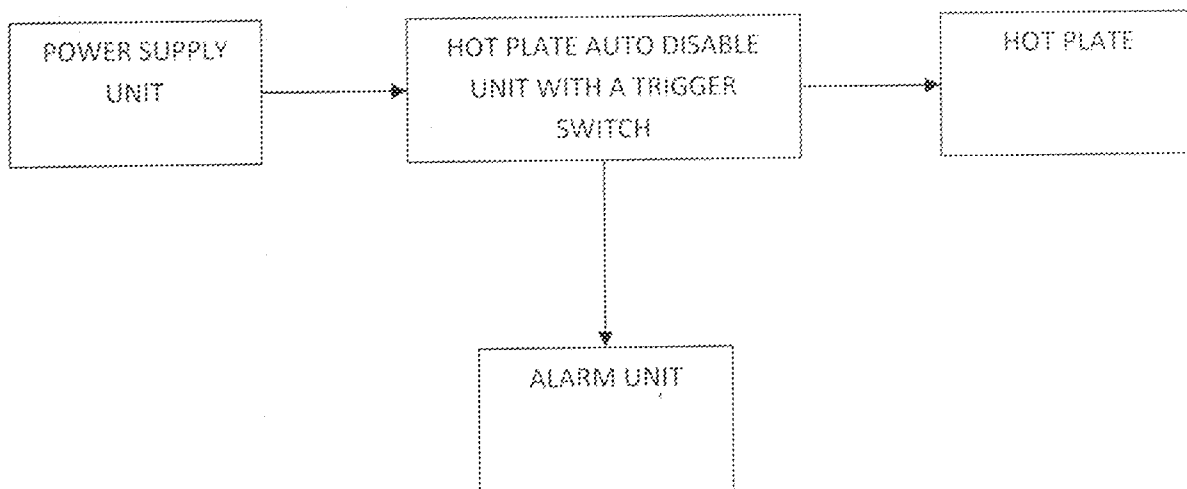 POWER SUPPLY
UNIT
HOT PLATE AUTO DISABLE
UNIT WITH A TRIGGER
SWITCH
HOT PLATE
ALARM UNIT